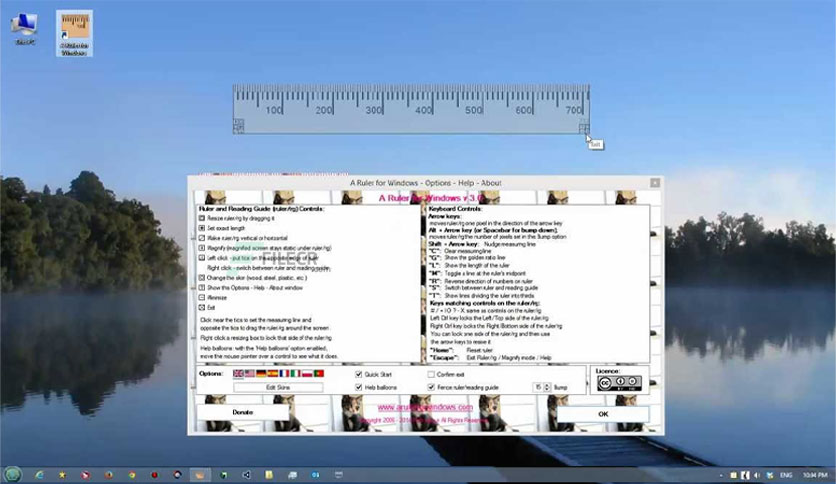 A Ruler for Windows
100 200 300 400 500 600 700
Exit
A Ruler for Windows - Options - Help - About
A Ruler for Windows v 3.
Ruler and Reading Guide (ruler/rg) Controls:
Resize ruler/rg by dragging it
Set exact length
Make ruler/rg vertical or horizontal
Magnify (magnified screen stays static under ruler/rg)
Left click - put tics on the opposite edge of ruler
Right click - switch between ruler and reading guide
Change the skin (wood, steel, plastic, etc.)
Show the Options - Help - About window
Minimize
Exit
Click near the tics to set the measuring line and
opposite the tics to drag the ruler around the screen
Right click a resizing box to lock that side of the ruler/rg
Help balloons: with the 'Help balloons' option enabled,
move the mouse pointer over a control to see what it does.
FILECR
Keyboard Controls:
Arrow keys:
moves ruler/rg one pixel in the direction of the arrow key
Alt + Arrow key (or Spacebar for bump down),
moves ruler/rg the number of pixels set in the Bump option
Shift + Arrow key: Nudge measuring line
"C": Clear measuring line
"G": Show the golden ratio line
"L": Show the length of the ruler
"M": Toggle a line at the ruler's midpoint
"R": Reverse direction of numbers on ruler
"S": Switch between ruler and reading guide
"T": Show lines dividing the ruler into thirds
Keys matching controls on the ruler/rg
# / + ! O ? - X same as controls on the ruler/rg
Left Ctrl key locks the Left/Top side of the ruler/rg
Right Ctrl key locks the Right/Bottom side of the ruler/rg
You can lock one side of the ruler/rg and then use
the arrow keys to resize it
"Home": Reset ruler
"Escape": Exit Ruler/rg / Magnify mode / Help
Options:
Quick Start
Confirm exit
Edit Skins
Help balloons
Fence ruler/reading guide
15 Bump
Licence:
Donate
www.arulerforwindows.com
All Rights Reserved
OK
ENG 10:44 PM